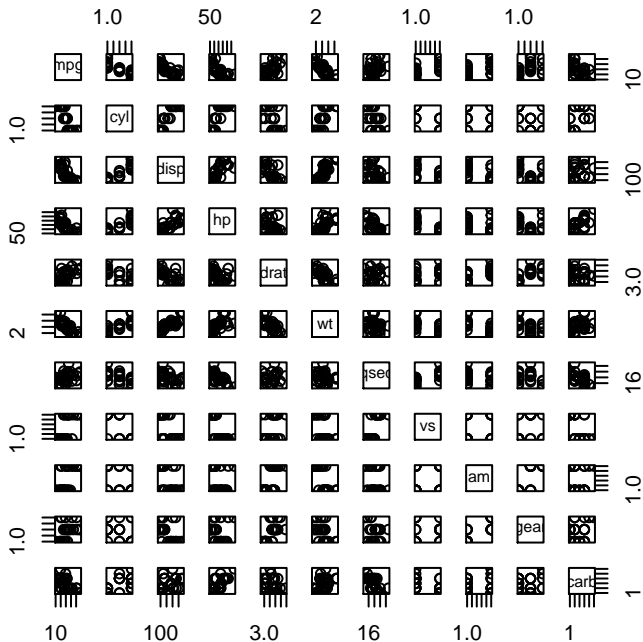 1.0 50 2 1.0 1.0
mpg 10
1.0 cyl
disp 100
50 hp
drat 3.0
2 wt
qsec 16
1.0 vs
am 1.0
1.0 gear
carb 1
10 100 3.0 16 1.0 1